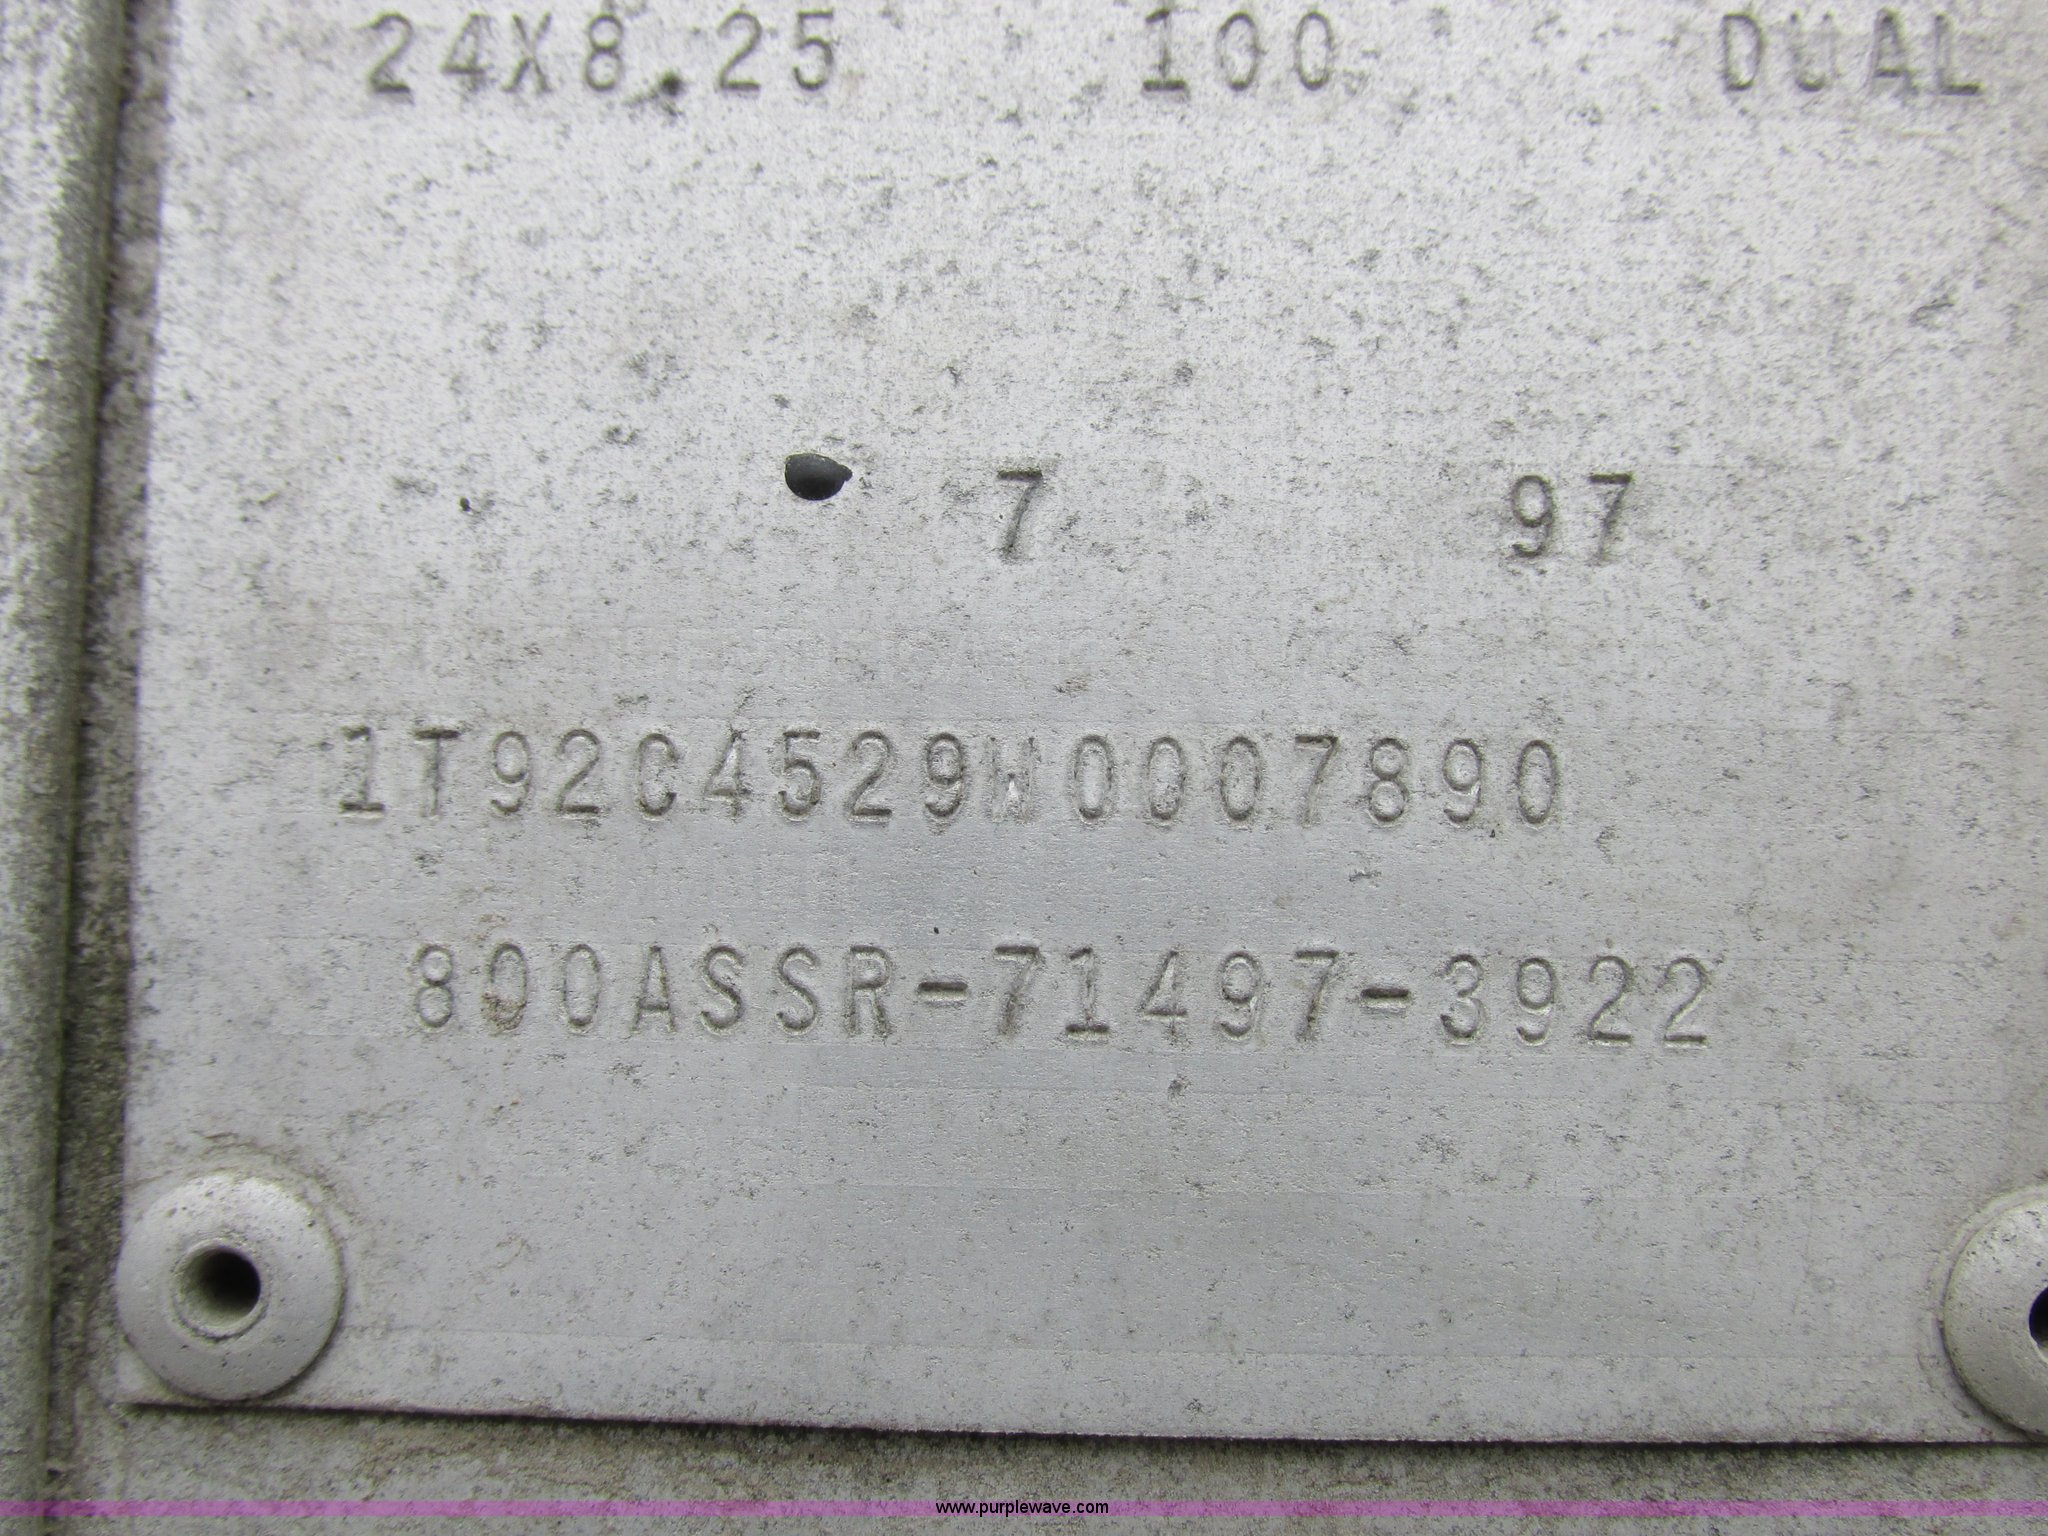 24X8.25 100 DUAL
7 97
1T92C4529W0007890
800ASSR-71497-3922
www.purplewave.com